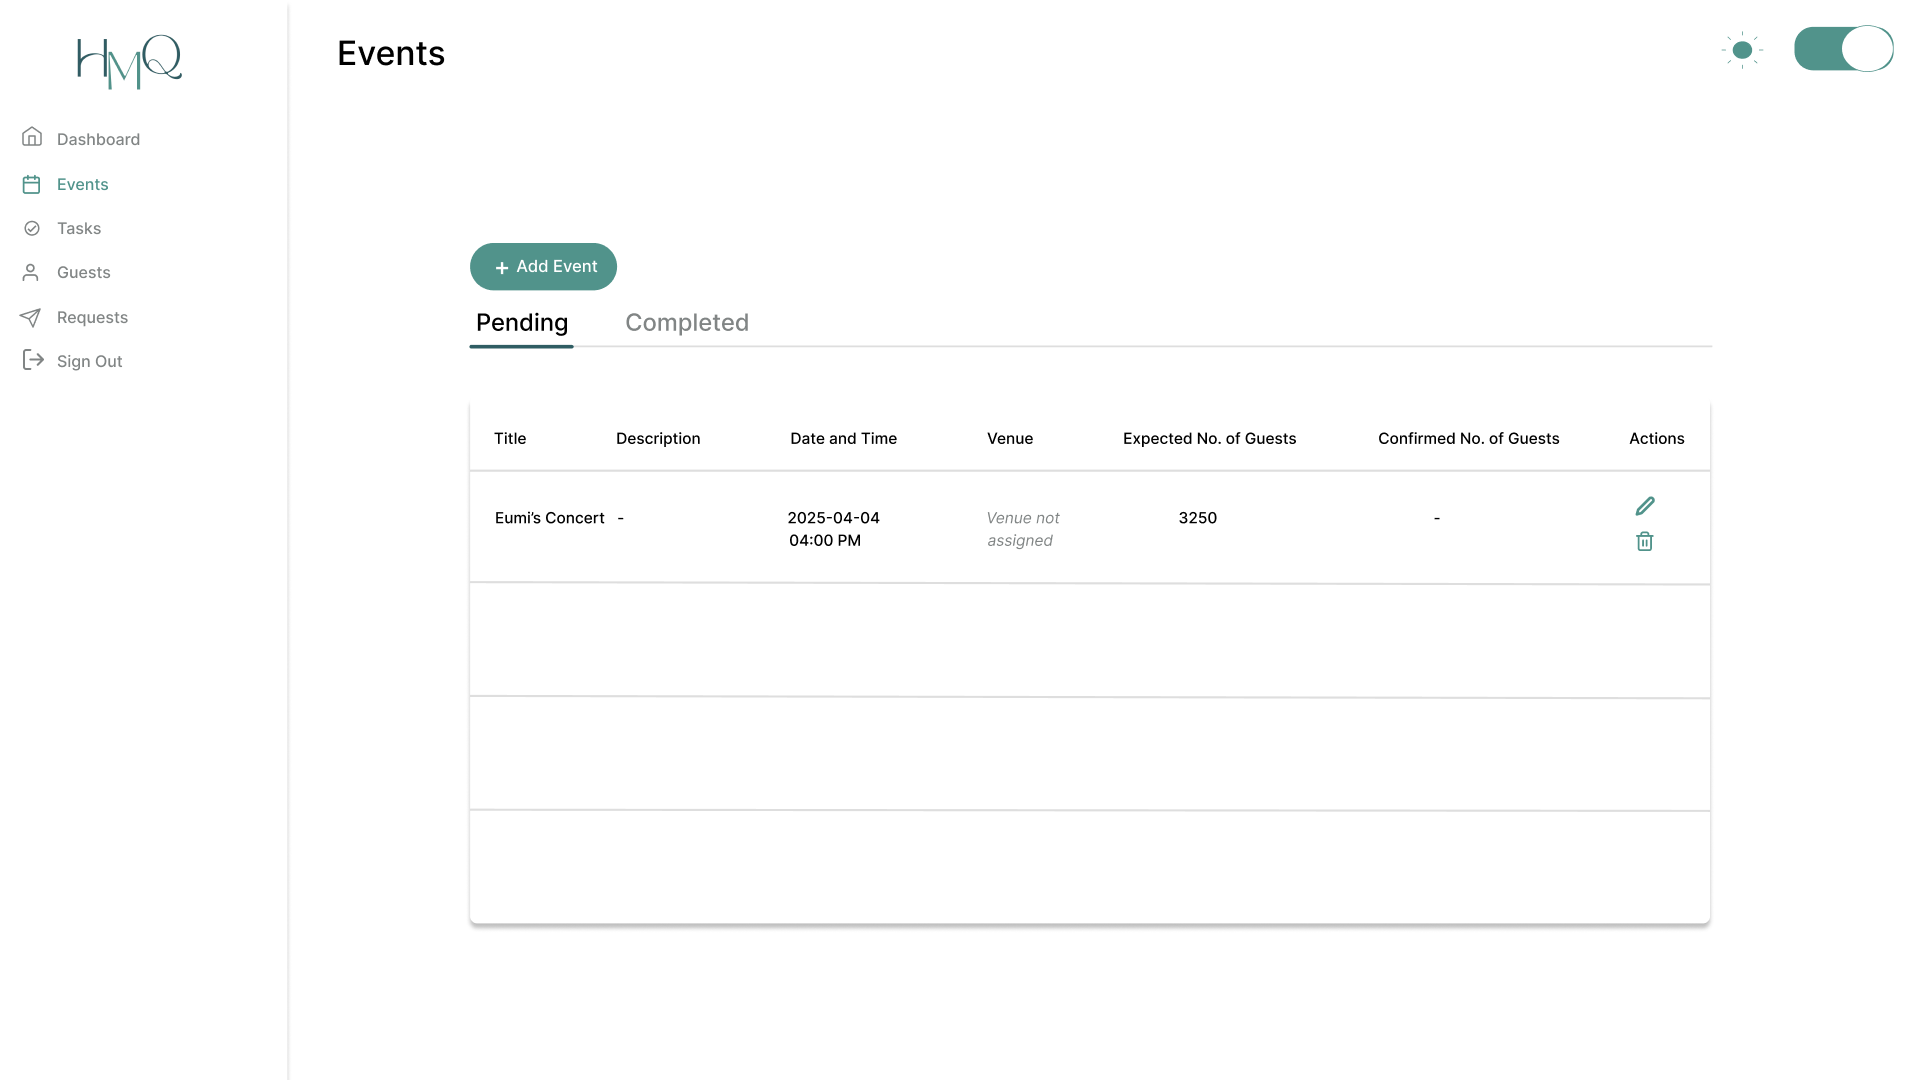 HMQ
Events
Dashboard
Events
Tasks
Guests
Requests
Sign Out
+ Add Event
Pending Completed
Title Description Date and Time Venue Expected No. of Guests Confirmed No. of Guests Actions
Eumi’s Concert - 2025-04-04 Venue not 3250 -
04:00 PM assigned